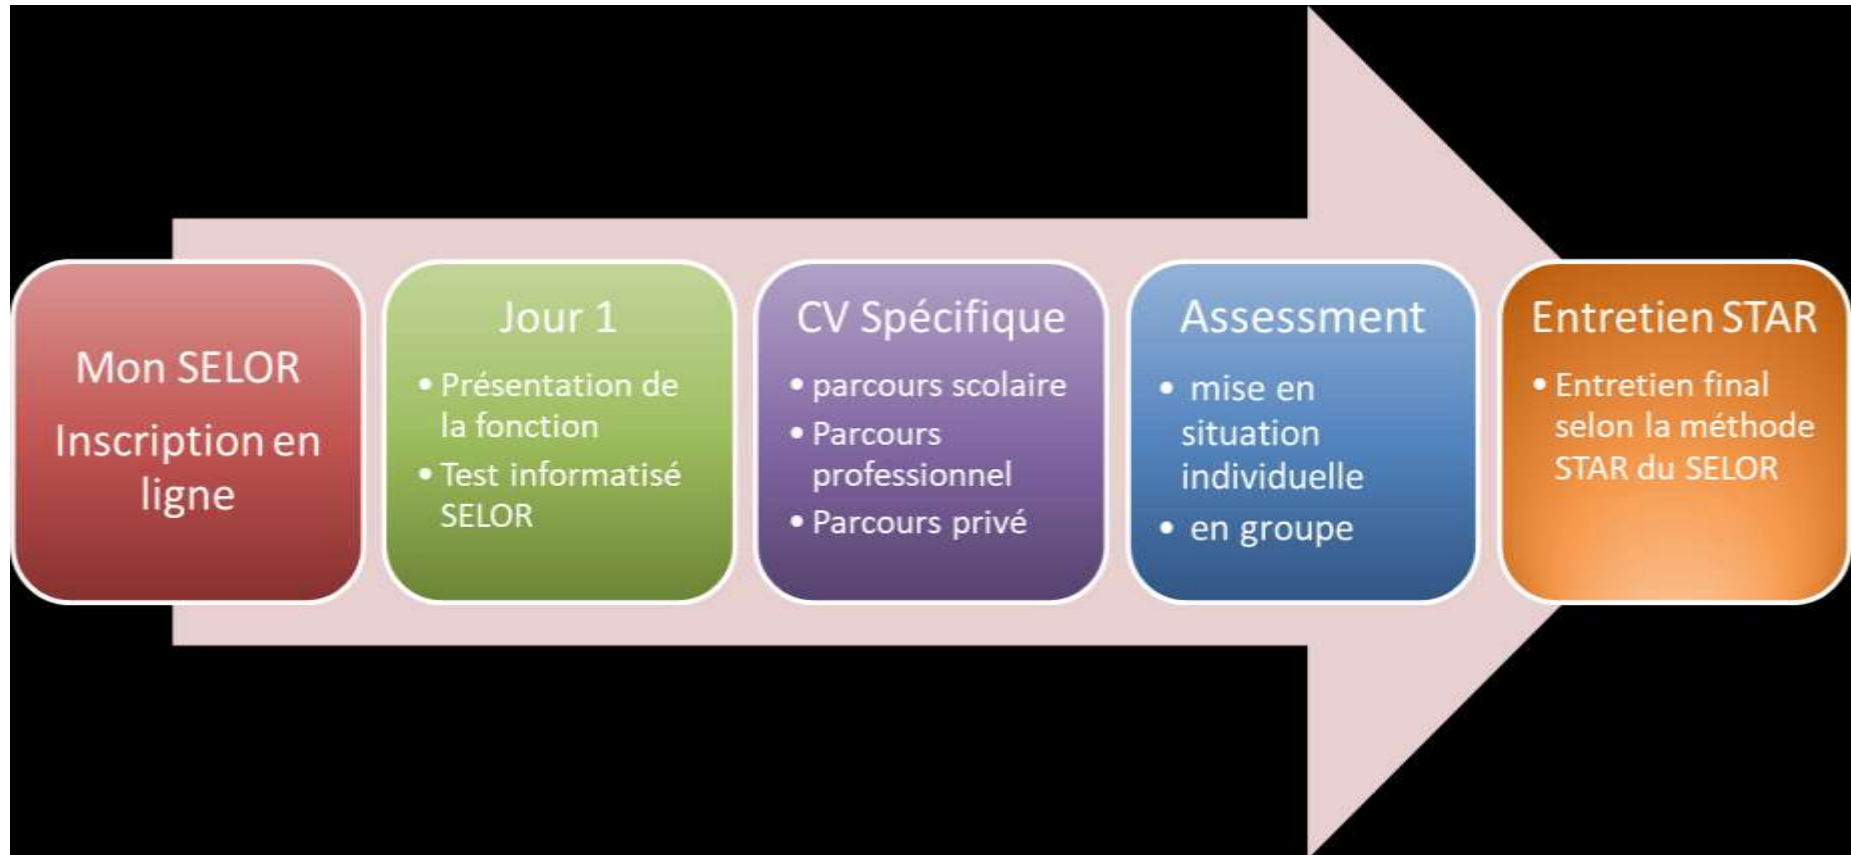 Mon SELOR
Inscription en
ligne
Jour 1
• Présentation de
la fonction
• Test informatisé
SELOR
CV Spécifique
• parcours scolaire
• Parcours
professionnel
• Parcours privé
Assessment
• mise en
situation
individuelle
• en groupe
Entretien STAR
• Entretien final
selon la méthode
STAR du SELOR